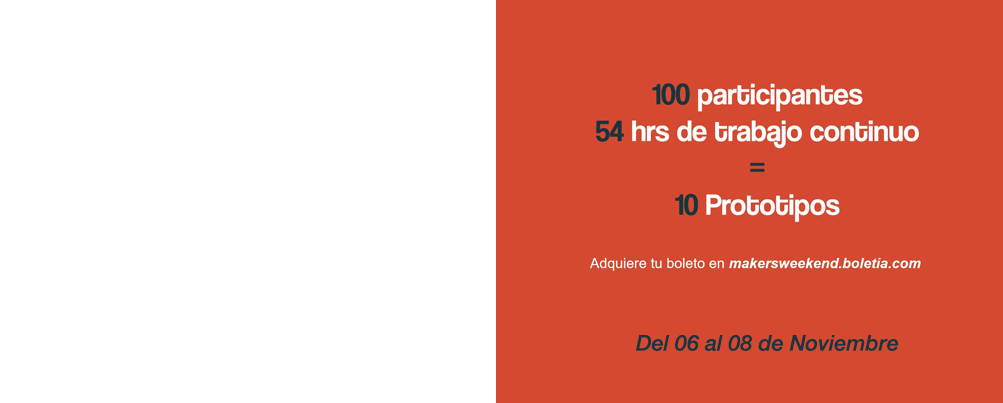 100 participantes
54 hrs de trabajo continuo
=
10 Prototipos
Adquiere tu boleto en makersweekend.boletia.com
Del 06 al 08 de Noviembre